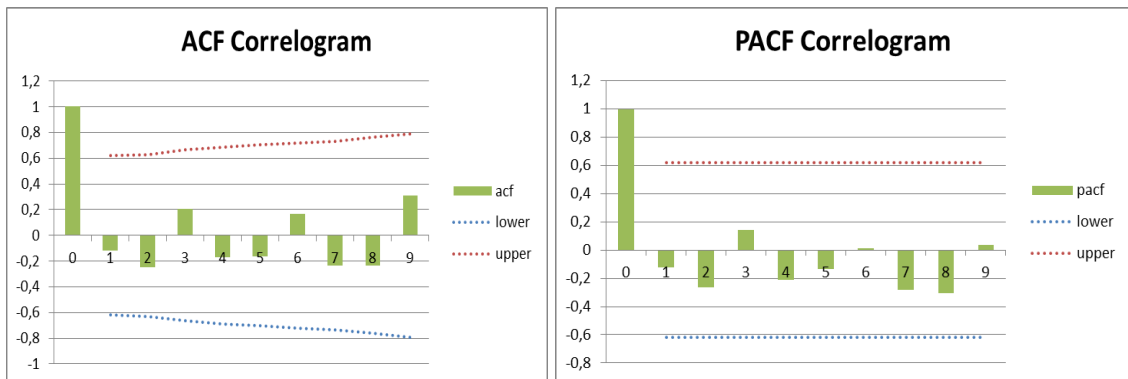 ACF Correlogram
1,2
1
0,8
0,6
0,4
0,2
0
-0,2
-0,4
-0,6
-0,8
-1
0 1 2 3 4 5 6 7 8 9
acf
lower
upper
PACF Correlogram
1,2
1
0,8
0,6
0,4
0,2
0
-0,2
-0,4
-0,6
-0,8
0 1 2 3 4 5 6 7 8 9
pacf
lower
upper